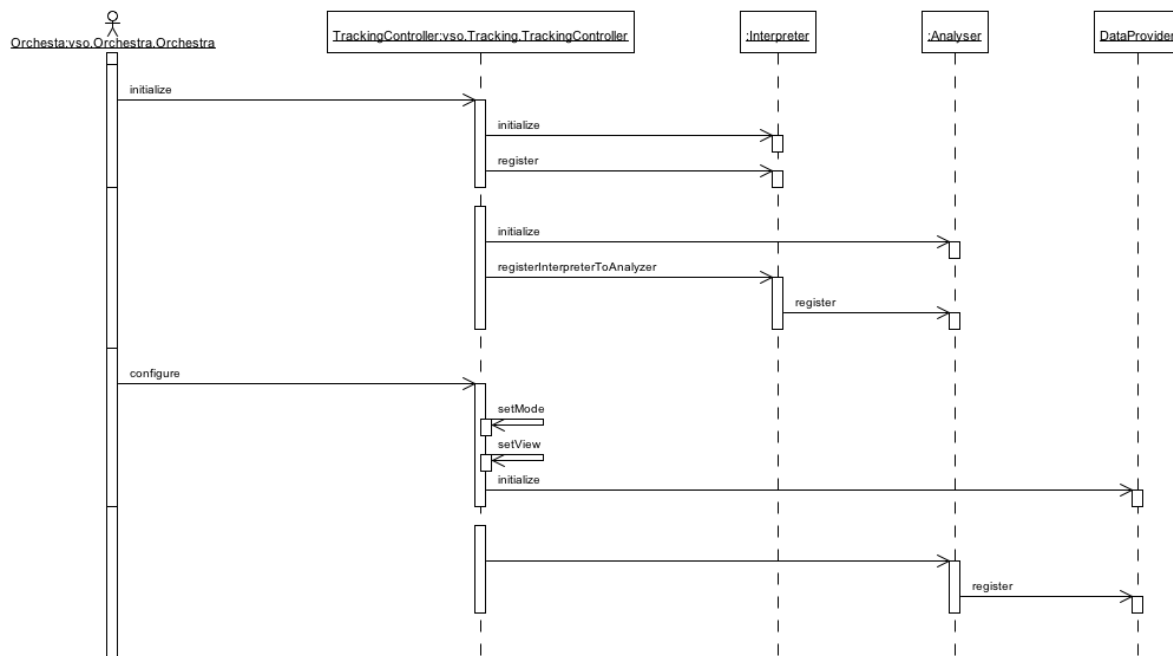 Orchesta:vso.Orchestra.Orchestra
TrackingController:vso.Tracking.TrackingController
:Interpreter
:Analyser
DataProvider
initialize
initialize
register
initialize
registerInterpreterToAnalyzer
register
configure
setMode
setView
initialize
register